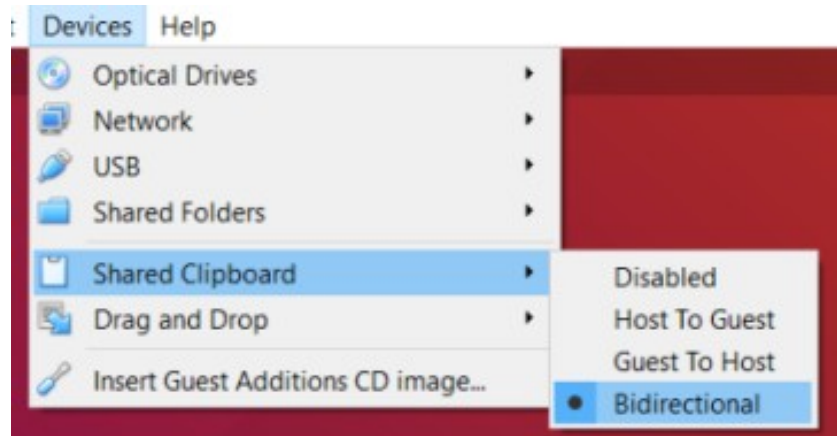 Devices Help
Optical Drives
Network
USB
Shared Folders
Shared Clipboard
Drag and Drop
Insert Guest Additions CD image...
Disabled
Host To Guest
Guest To Host
Bidirectional